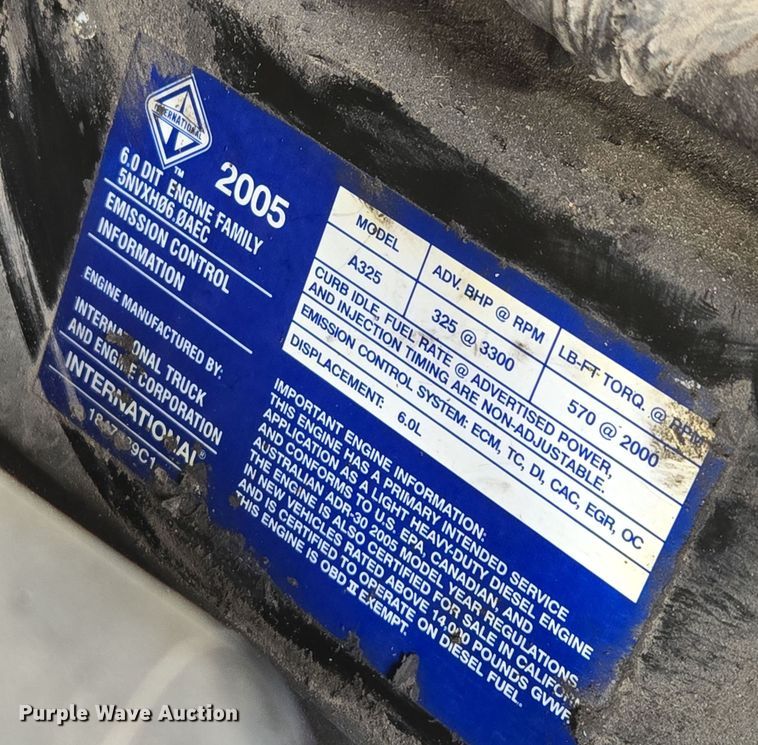 INTERNATIONAL
TM
2005
6.0 DIT ENGINE FAMILY
5NVXHØ6.ØAEC
EMISSION CONTROL
INFORMATION
ENGINE MANUFACTURED BY:
INTERNATIONAL TRUCK
AND ENGINE CORPORATION
INTERNATIONAL®
MODEL ADV. BHP @ RPM LB-FT TORQ. @ RPM
A325 325 @ 3300 570 @ 2000
CURB IDLE, FUEL RATE @ ADVERTISED POWER,
AND INJECTION TIMING ARE NON-ADJUSTABLE.
EMISSION CONTROL SYSTEM: ECM, TC, DI, CAC, EGR, OC
DISPLACEMENT: 6.0L
IMPORTANT ENGINE INFORMATION:
THIS ENGINE HAS A PRIMARY INTENDED SERVICE
APPLICATION AS A LIGHT HEAVY-DUTY DIESEL ENGINE
AND CONFORMS TO U.S. EPA, CANADIAN, AND
AUSTRALIAN ADR-30 2005 MODEL YEAR REGULATIONS.
THE ENGINE IS ALSO CERTIFIED FOR SALE IN CALIFORN
IN NEW VEHICLES RATED ABOVE 14,000 POUNDS GVWR
AND IS CERTIFIED TO OPERATE ON DIESEL FUEL.
THIS ENGINE IS OBD II EXEMPT.
Purple Wave Auction